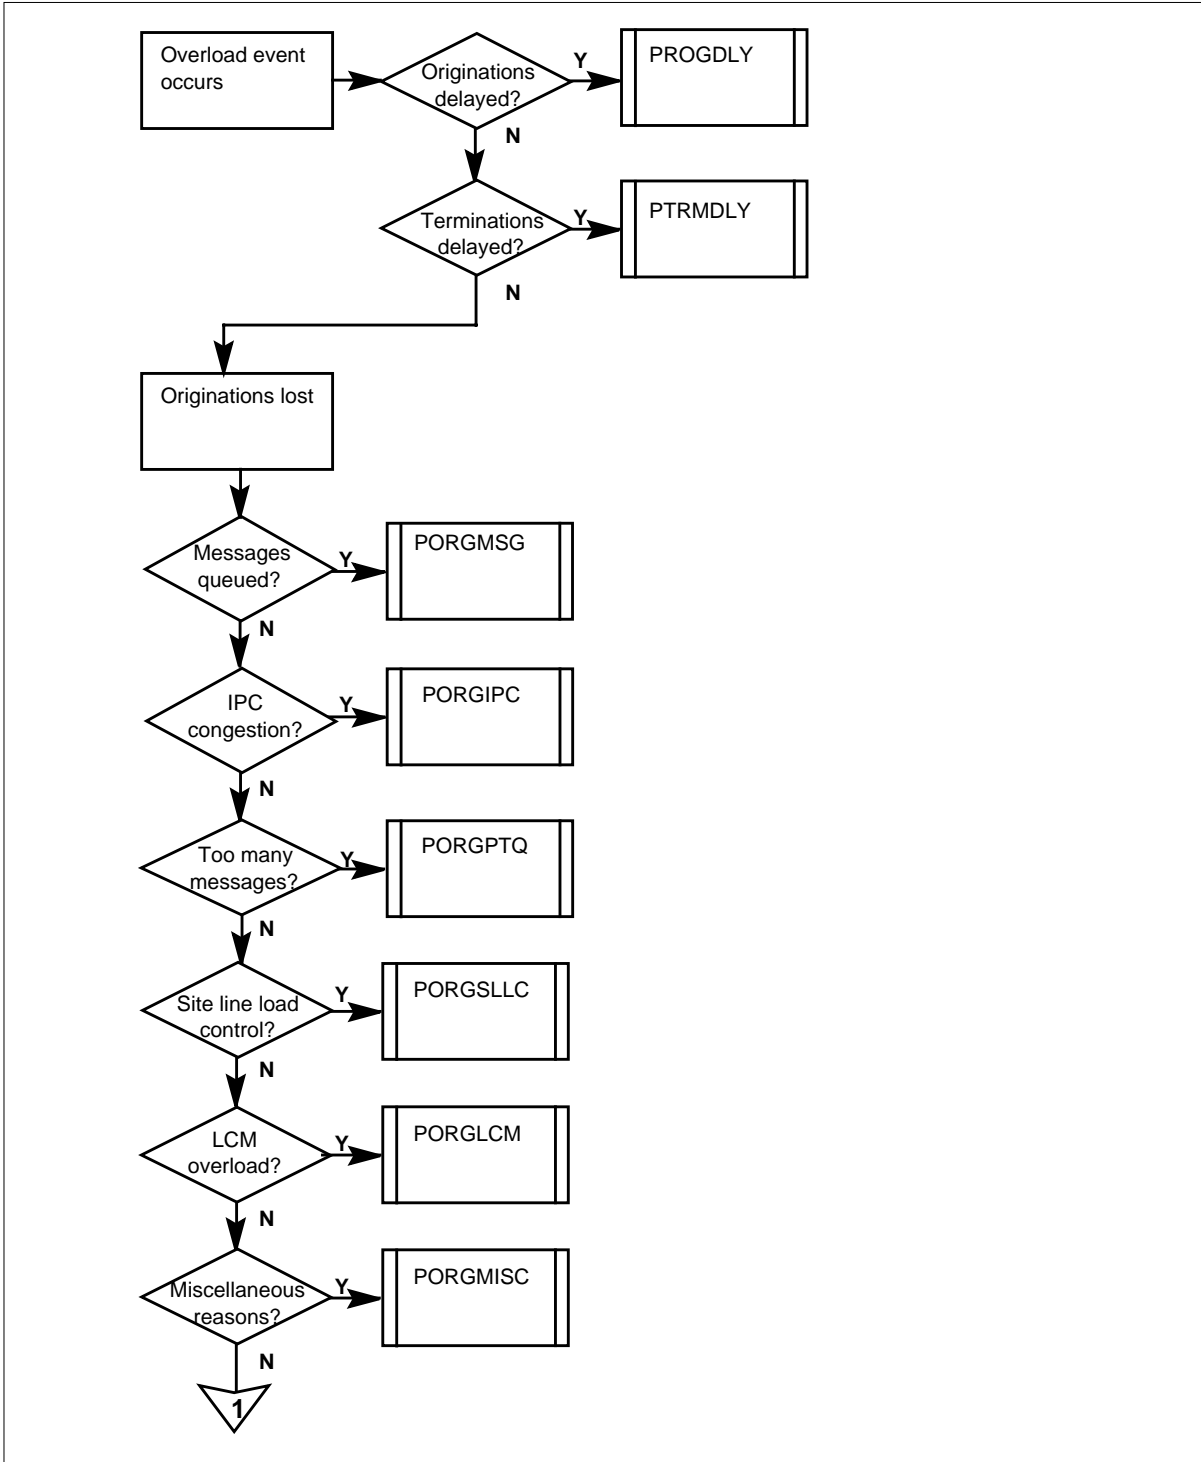 Overload event
occurs
Originations
delayed?
Y
PROGDLY
N
Terminations
delayed?
Y
PTRMDLY
N
Originations lost
Messages
queued?
Y
PORGMSG
N
IPC
congestion?
Y
PORGIPC
N
Too many
messages?
Y
PORGPTQ
N
Site line load
control?
Y
PORGSLLC
N
LCM
overload?
Y
PORGLCM
N
Miscellaneous
reasons?
Y
PORGMISC
N
1